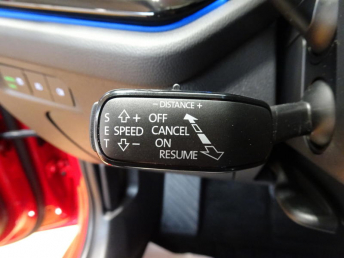 − DISTANCE +
S + OFF
E SPEED CANCEL
T − ON
RESUME